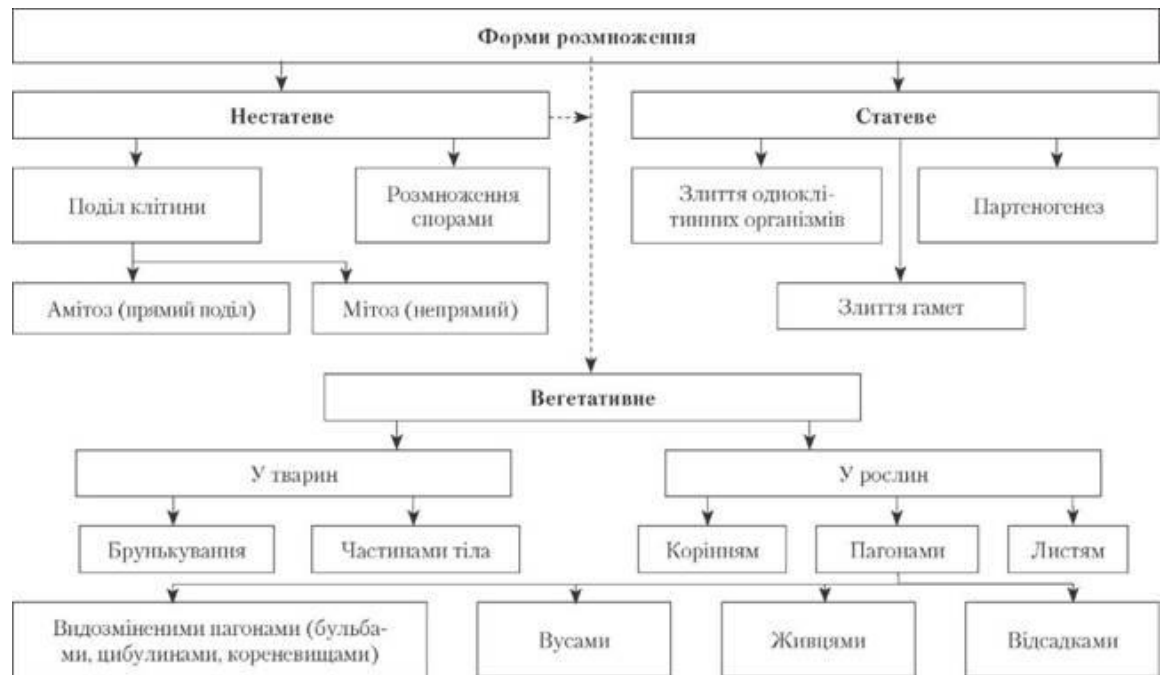 Форми розмноження
Нестатеве
Статеве
Поділ клітини
Розмноження
спорами
Злиття одноклі-
тинних організмів
Партеногенез
Амітоз (прямий поділ)
Мітоз (непрямий)
Злиття гамет
Вегетативне
У тварин
У рослин
Брунькування
Частинами тіла
Корінням
Пагонами
Листям
Видозміненими пагонами (бульба-
ми, цибулинами, кореневищами)
Вусами
Живцями
Відсадками